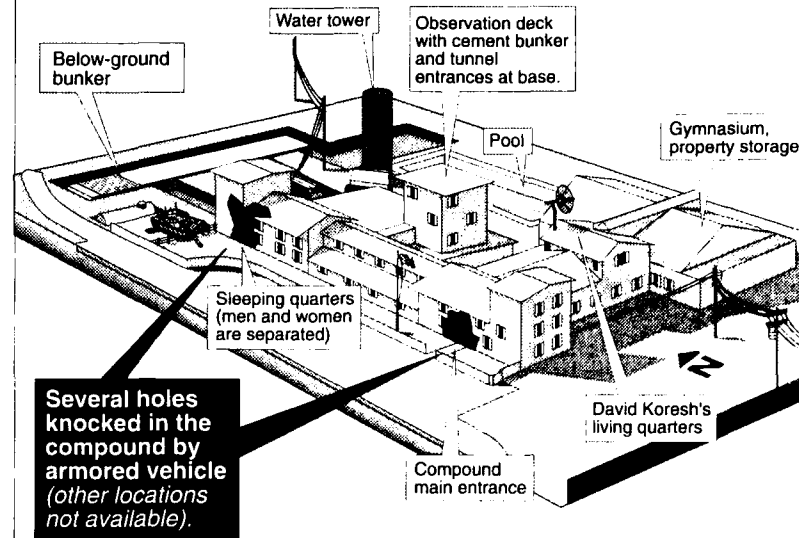 Water tower
Observation deck
with cement bunker
and tunnel
entrances at base.
Below-ground
bunker
Pool
Gymnasium,
property storage
Sleeping quarters
(men and women
are separated)
N
Several holes
knocked in the
compound by
armored vehicle
(other locations
not available).
David Koresh's
living quarters
Compound
main entrance